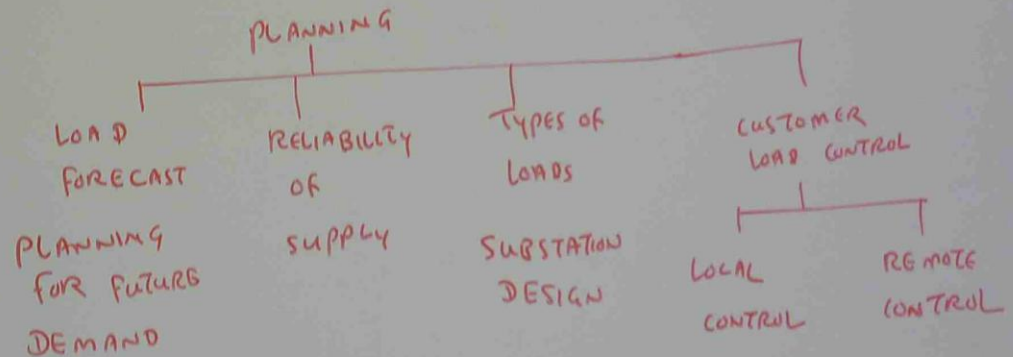 PLANNING
LOAD
FORECAST
PLANNING
FOR FUTURE
DEMAND
RELIABILITY
OF
SUPPLY
TYPES OF
LOADS
SUBSTATION
DESIGN
CUSTOMER
LOAD CONTROL
LOCAL
CONTROL
REMOTE
CONTROL